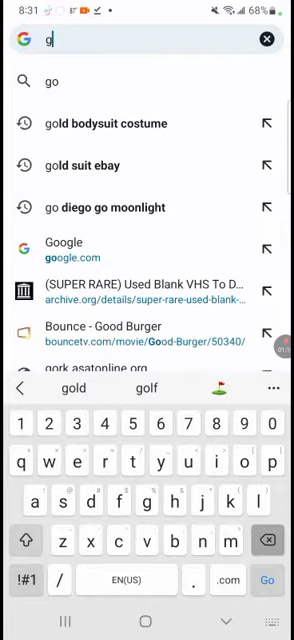 8:31 68%
g
go
gold bodysuit costume
gold suit ebay
go diego go moonlight
Google
google.com
(SUPER RARE) Used Blank VHS To D...
archive.org/details/super-rare-used-blank-...
Bounce - Good Burger
bouncetv.com/movie/Good-Burger/50340/
gork.asatonline.org
gold golf
1 2 3 4 5 6 7 8 9 0
q w e r t y u i o p
a s d f g h j k l
z x c v b n m
!#1 / EN(US) . .com Go